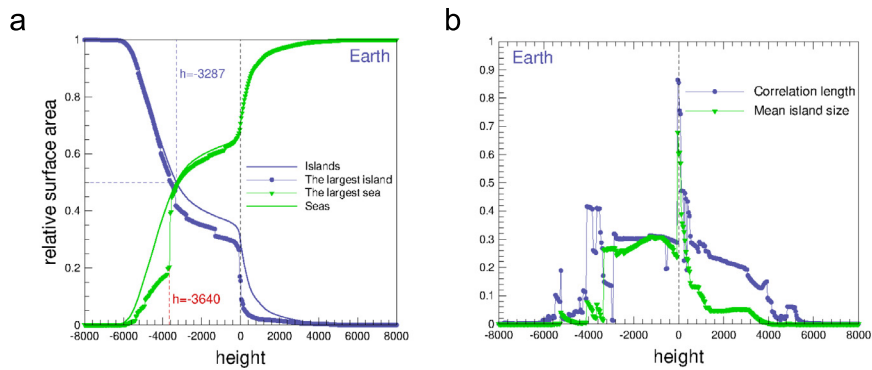 a
Earth
h=-3287
h=-3640
Islands
The largest island
The largest sea
Seas
relative surface area
0
0.2
0.4
0.6
0.8
1
-8000 -6000 -4000 -2000 0 2000 4000 6000 8000
height
b
Earth
Correlation length
Mean island size
0
0.1
0.2
0.3
0.4
0.5
0.6
0.7
0.8
0.9
1
-8000 -6000 -4000 -2000 0 2000 4000 6000 8000
height